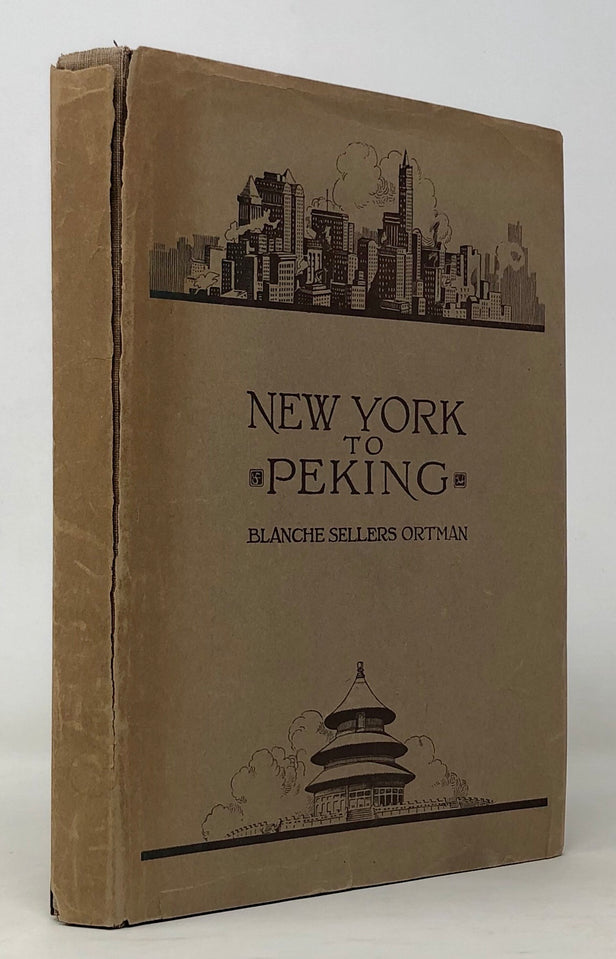 NEW YORK
TO
PEKING
BLANCHE SELLERS ORTMAN